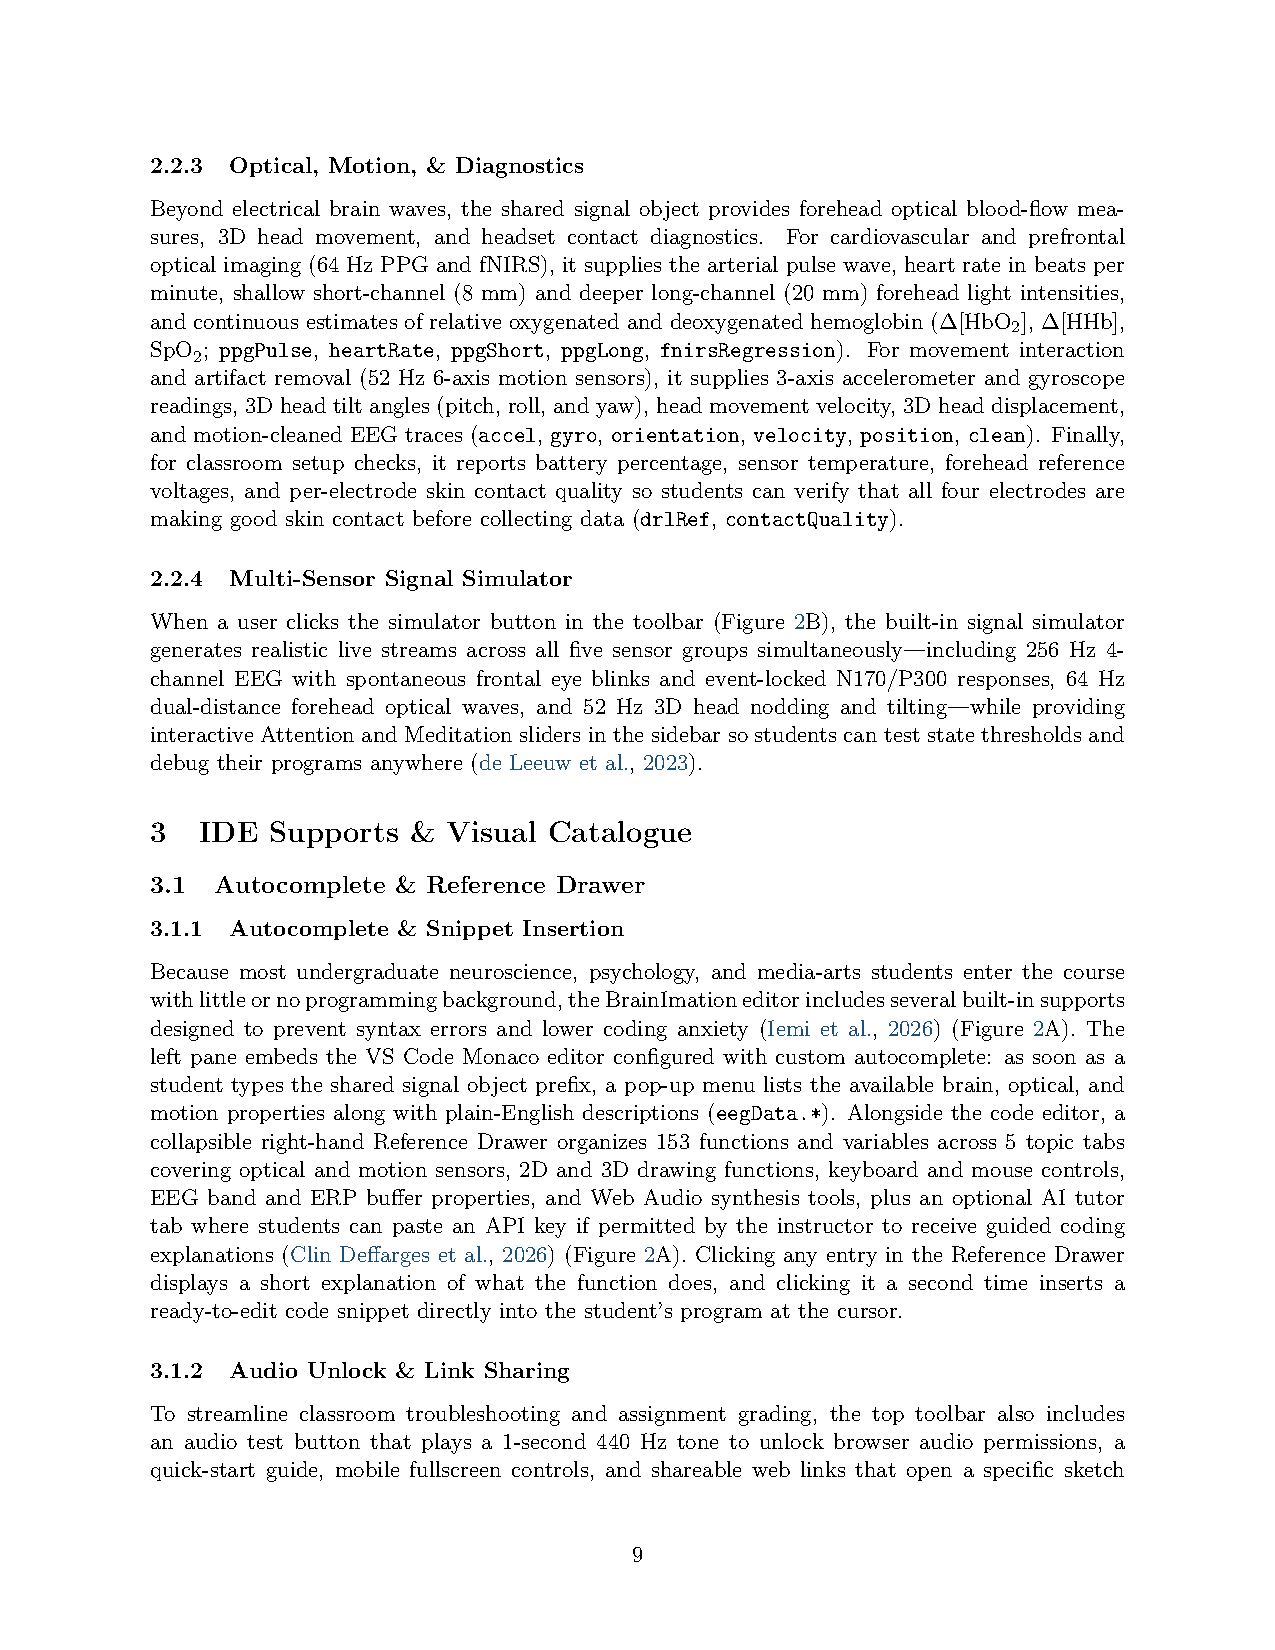 2.2.3 Optical, Motion, & Diagnostics
Beyond electrical brain waves, the shared signal object provides forehead optical blood-flow mea-
sures, 3D head movement, and headset contact diagnostics. For cardiovascular and prefrontal
optical imaging (64 Hz PPG and fNIRS), it supplies the arterial pulse wave, heart rate in beats per
minute, shallow short-channel (8 mm) and deeper long-channel (20 mm) forehead light intensities,
and continuous estimates of relative oxygenated and deoxygenated hemoglobin (Δ[HbO₂], Δ[HHb],
SpO₂; ppgPulse, heartRate, ppgShort, ppgLong, fnirsRegression). For movement interaction
and artifact removal (52 Hz 6-axis motion sensors), it supplies 3-axis accelerometer and gyroscope
readings, 3D head tilt angles (pitch, roll, and yaw), head movement velocity, 3D head displacement,
and motion-cleaned EEG traces (accel, gyro, orientation, velocity, position, clean). Finally,
for classroom setup checks, it reports battery percentage, sensor temperature, forehead reference
voltages, and per-electrode skin contact quality so students can verify that all four electrodes are
making good skin contact before collecting data (drlRef, contactQuality).
2.2.4 Multi-Sensor Signal Simulator
When a user clicks the simulator button in the toolbar (Figure 2B), the built-in signal simulator
generates realistic live streams across all five sensor groups simultaneously—including 256 Hz 4-
channel EEG with spontaneous frontal eye blinks and event-locked N170/P300 responses, 64 Hz
dual-distance forehead optical waves, and 52 Hz 3D head nodding and tilting—while providing
interactive Attention and Meditation sliders in the sidebar so students can test state thresholds and
debug their programs anywhere (de Leeuw et al., 2023).
3 IDE Supports & Visual Catalogue
3.1 Autocomplete & Reference Drawer
3.1.1 Autocomplete & Snippet Insertion
Because most undergraduate neuroscience, psychology, and media-arts students enter the course
with little or no programming background, the BrainImation editor includes several built-in supports
designed to prevent syntax errors and lower coding anxiety (Iemi et al., 2026) (Figure 2A). The
left pane embeds the VS Code Monaco editor configured with custom autocomplete: as soon as a
student types the shared signal object prefix, a pop-up menu lists the available brain, optical, and
motion properties along with plain-English descriptions (eegData.*). Alongside the code editor, a
collapsible right-hand Reference Drawer organizes 153 functions and variables across 5 topic tabs
covering optical and motion sensors, 2D and 3D drawing functions, keyboard and mouse controls,
EEG band and ERP buffer properties, and Web Audio synthesis tools, plus an optional AI tutor
tab where students can paste an API key if permitted by the instructor to receive guided coding
explanations (Clin Deffarges et al., 2026) (Figure 2A). Clicking any entry in the Reference Drawer
displays a short explanation of what the function does, and clicking it a second time inserts a
ready-to-edit code snippet directly into the student's program at the cursor.
3.1.2 Audio Unlock & Link Sharing
To streamline classroom troubleshooting and assignment grading, the top toolbar also includes
an audio test button that plays a 1-second 440 Hz tone to unlock browser audio permissions, a
quick-start guide, mobile fullscreen controls, and shareable web links that open a specific sketch
9